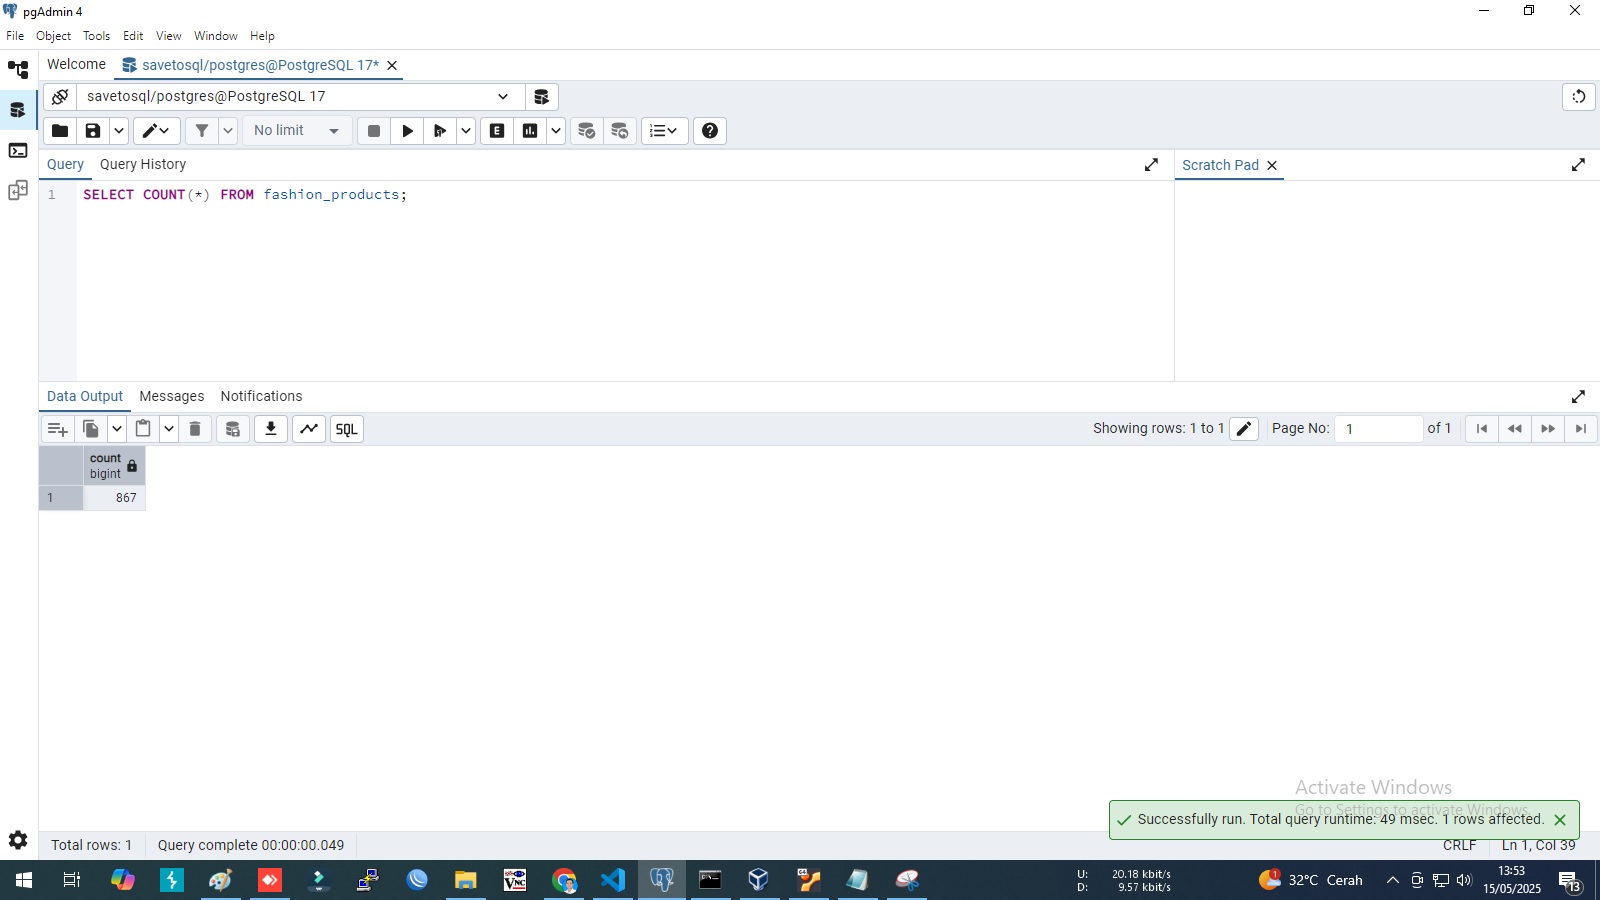 pgAdmin 4
File Object Tools Edit View Window Help
Welcome savetosql/postgres@PostgreSQL 17*
savetosql/postgres@PostgreSQL 17
No limit
E
Query Query History
Scratch Pad
1 SELECT COUNT(*) FROM fashion_products;
Data Output Messages Notifications
SQL
Showing rows: 1 to 1 Page No: 1 of 1
count
bigint
1 867
Activate Windows
Go to Settings to activate Windows.
Successfully run. Total query runtime: 49 msec. 1 rows affected.
Total rows: 1 Query complete 00:00:00.049 CRLF Ln 1, Col 39
VNC
U: 20.18 kbit/s
D: 9.57 kbit/s
1
32°C Cerah
13:53
15/05/2025
13